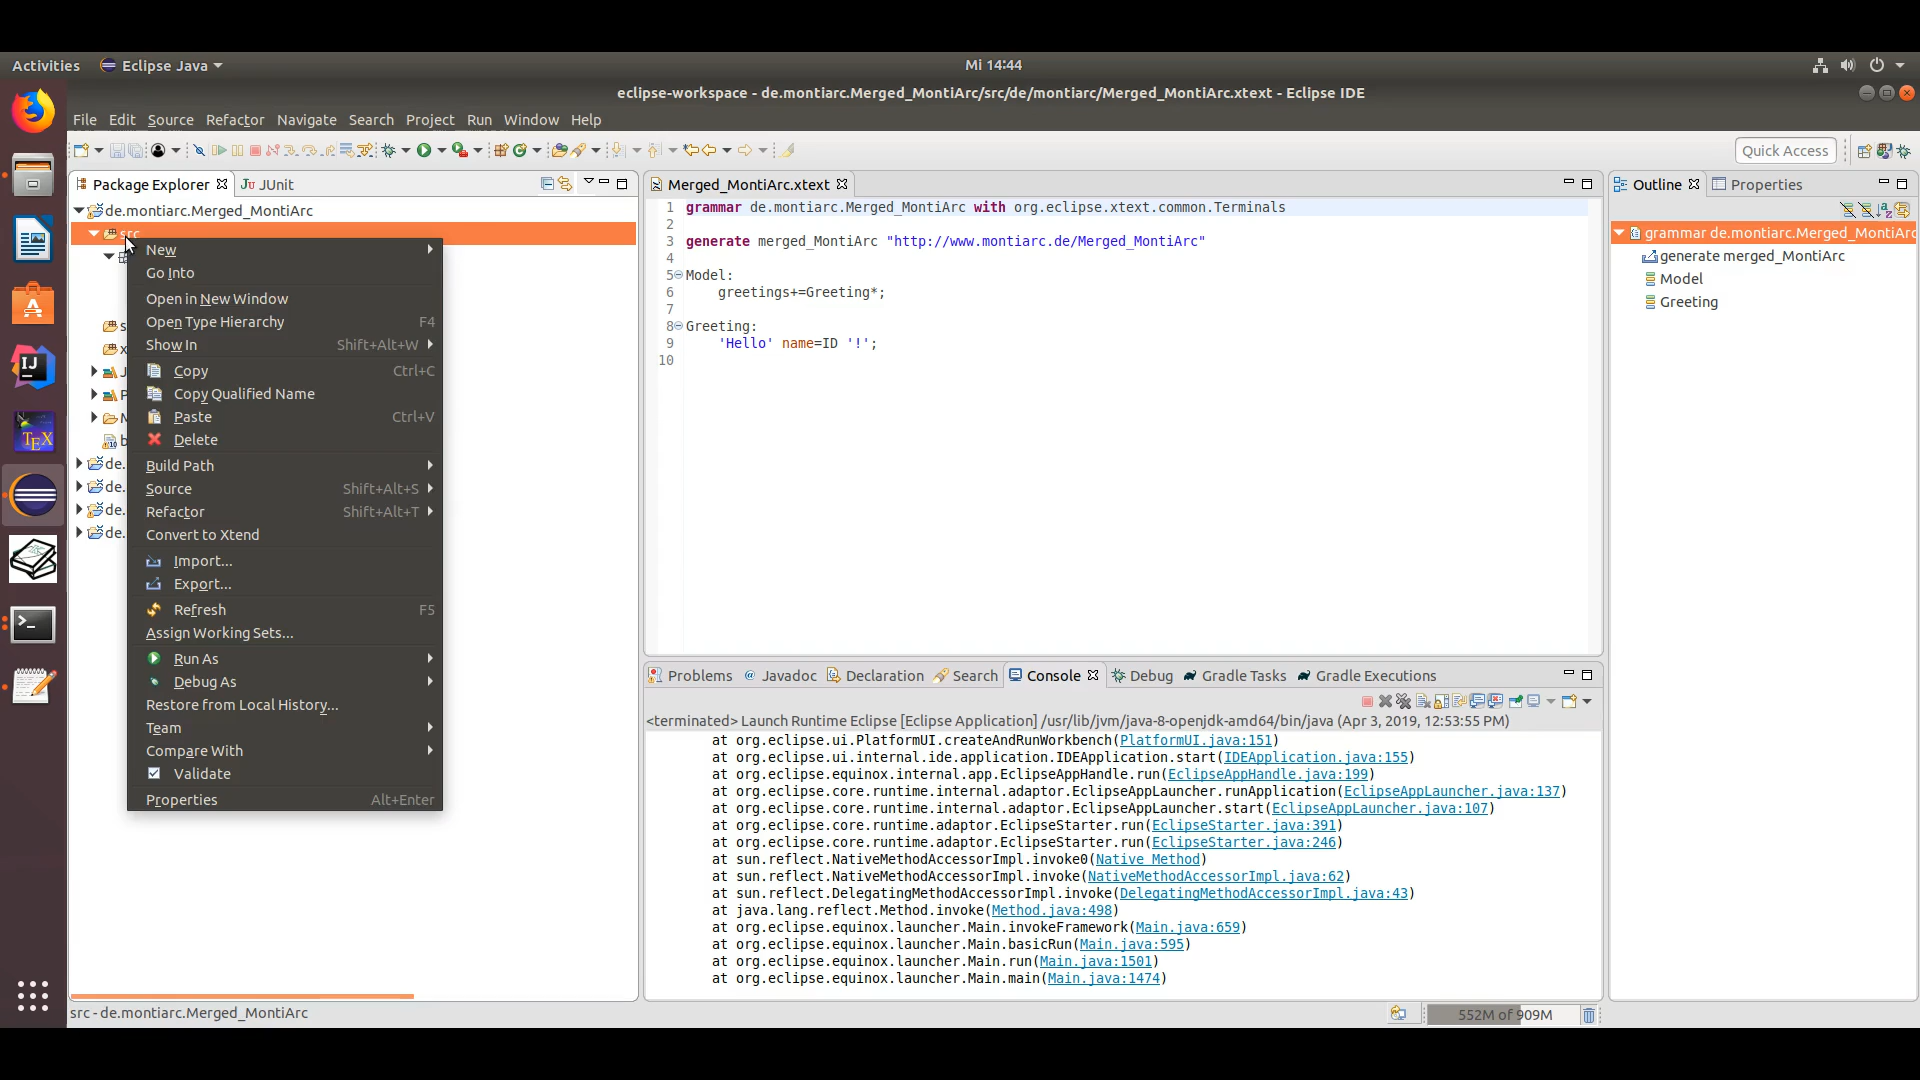 Activities Eclipse Java Mi 14:44
eclipse-workspace - de.montiarc.Merged_MontiArc/src/de/montiarc/Merged_MontiArc.xtext - Eclipse IDE
File Edit Source Refactor Navigate Search Project Run Window Help
Quick Access
Package Explorer JUnit
de.montiarc.Merged_MontiArc
src
New
Go Into
Open in New Window
Open Type Hierarchy F4
Show In Shift+Alt+W
Copy Ctrl+C
Copy Qualified Name
Paste Ctrl+V
Delete
Build Path
Source Shift+Alt+S
Refactor Shift+Alt+T
Convert to Xtend
Import...
Export...
Refresh F5
Assign Working Sets...
Run As
Debug As
Restore from Local History...
Team
Compare With
Validate
Properties Alt+Enter
de.
de.
de.
de.
Merged_MontiArc.xtext
1 grammar de.montiarc.Merged_MontiArc with org.eclipse.xtext.common.Terminals
2
3 generate merged_MontiArc "http://www.montiarc.de/Merged_MontiArc"
4
5 Model:
6 greetings+=Greeting*;
7
8 Greeting:
9 'Hello' name=ID '!';
10
Outline Properties
grammar de.montiarc.Merged_MontiArc
generate merged_MontiArc
Model
Greeting
Problems @ Javadoc Declaration Search Console Debug Gradle Tasks Gradle Executions
<terminated> Launch Runtime Eclipse [Eclipse Application] /usr/lib/jvm/java-8-openjdk-amd64/bin/java (Apr 3, 2019, 12:53:55 PM)
at org.eclipse.ui.PlatformUI.createAndRunWorkbench(PlatformUI.java:151)
at org.eclipse.ui.internal.ide.application.IDEApplication.start(IDEApplication.java:155)
at org.eclipse.equinox.internal.app.EclipseAppHandle.run(EclipseAppHandle.java:199)
at org.eclipse.core.runtime.internal.adaptor.EclipseAppLauncher.runApplication(EclipseAppLauncher.java:137)
at org.eclipse.core.runtime.internal.adaptor.EclipseAppLauncher.start(EclipseAppLauncher.java:107)
at org.eclipse.core.runtime.adaptor.EclipseStarter.run(EclipseStarter.java:391)
at org.eclipse.core.runtime.adaptor.EclipseStarter.run(EclipseStarter.java:246)
at sun.reflect.NativeMethodAccessorImpl.invoke0(Native Method)
at sun.reflect.NativeMethodAccessorImpl.invoke(NativeMethodAccessorImpl.java:62)
at sun.reflect.DelegatingMethodAccessorImpl.invoke(DelegatingMethodAccessorImpl.java:43)
at java.lang.reflect.Method.invoke(Method.java:498)
at org.eclipse.equinox.launcher.Main.invokeFramework(Main.java:659)
at org.eclipse.equinox.launcher.Main.basicRun(Main.java:595)
at org.eclipse.equinox.launcher.Main.run(Main.java:1501)
at org.eclipse.equinox.launcher.Main.main(Main.java:1474)
src - de.montiarc.Merged_MontiArc
552M of 909M